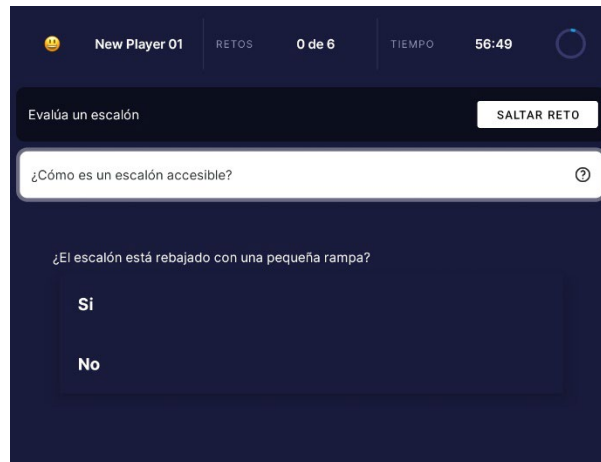 New Player 01 RETOS 0 de 6 TIEMPO 56:49
Evalúa un escalón SALTAR RETO
¿Cómo es un escalón accesible?
¿El escalón está rebajado con una pequeña rampa?
Si
No